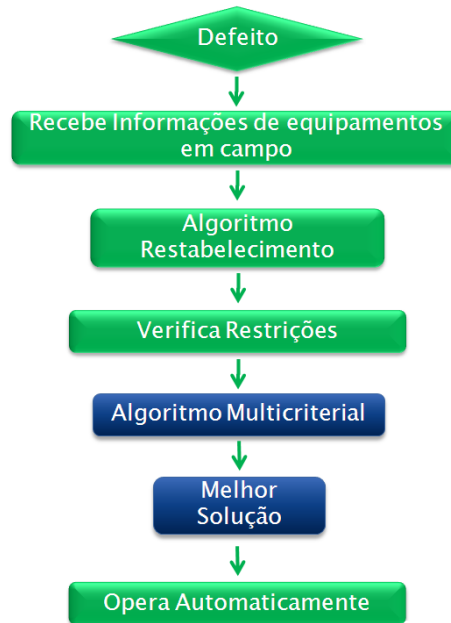 Defeito
Recebe Informações de equipamentos
em campo
Algoritmo
Restabelecimento
Verifica Restrições
Algoritmo Multicriterial
Melhor
Solução
Opera Automaticamente